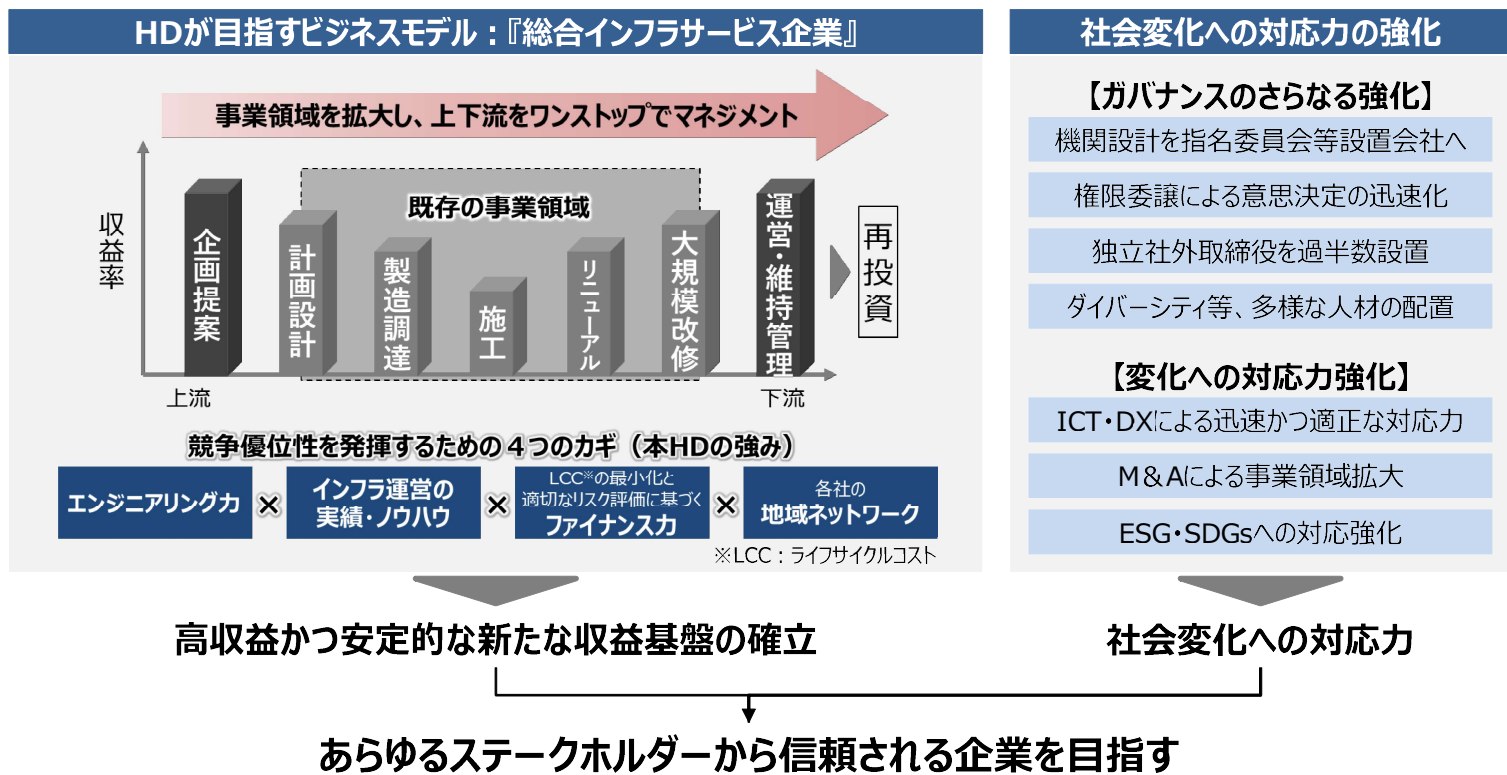 HDが目指すビジネスモデル：『総合インフラサービス企業』
事業領域を拡大し、上下流をワンストップでマネジメント
収益率
既存の事業領域
企画提案
計画設計
製造調達
施工
リニューアル
大規模改修
運営・維持管理
再投資
上流
下流
競争優位性を発揮するための４つのカギ（本HDの強み）
エンジニアリング力
×
インフラ運営の
実績・ノウハウ
×
LCC※の最小化と
適切なリスク評価に基づく
ファイナンス力
×
各社の
地域ネットワーク
※LCC：ライフサイクルコスト
社会変化への対応力の強化
【ガバナンスのさらなる強化】
機関設計を指名委員会等設置会社へ
権限委譲による意思決定の迅速化
独立社外取締役を過半数設置
ダイバーシティ等、多様な人材の配置
【変化への対応力強化】
ICT・DXによる迅速かつ適正な対応力
M＆Aによる事業領域拡大
ESG・SDGsへの対応強化
高収益かつ安定的な新たな収益基盤の確立
社会変化への対応力
あらゆるステークホルダーから信頼される企業を目指す